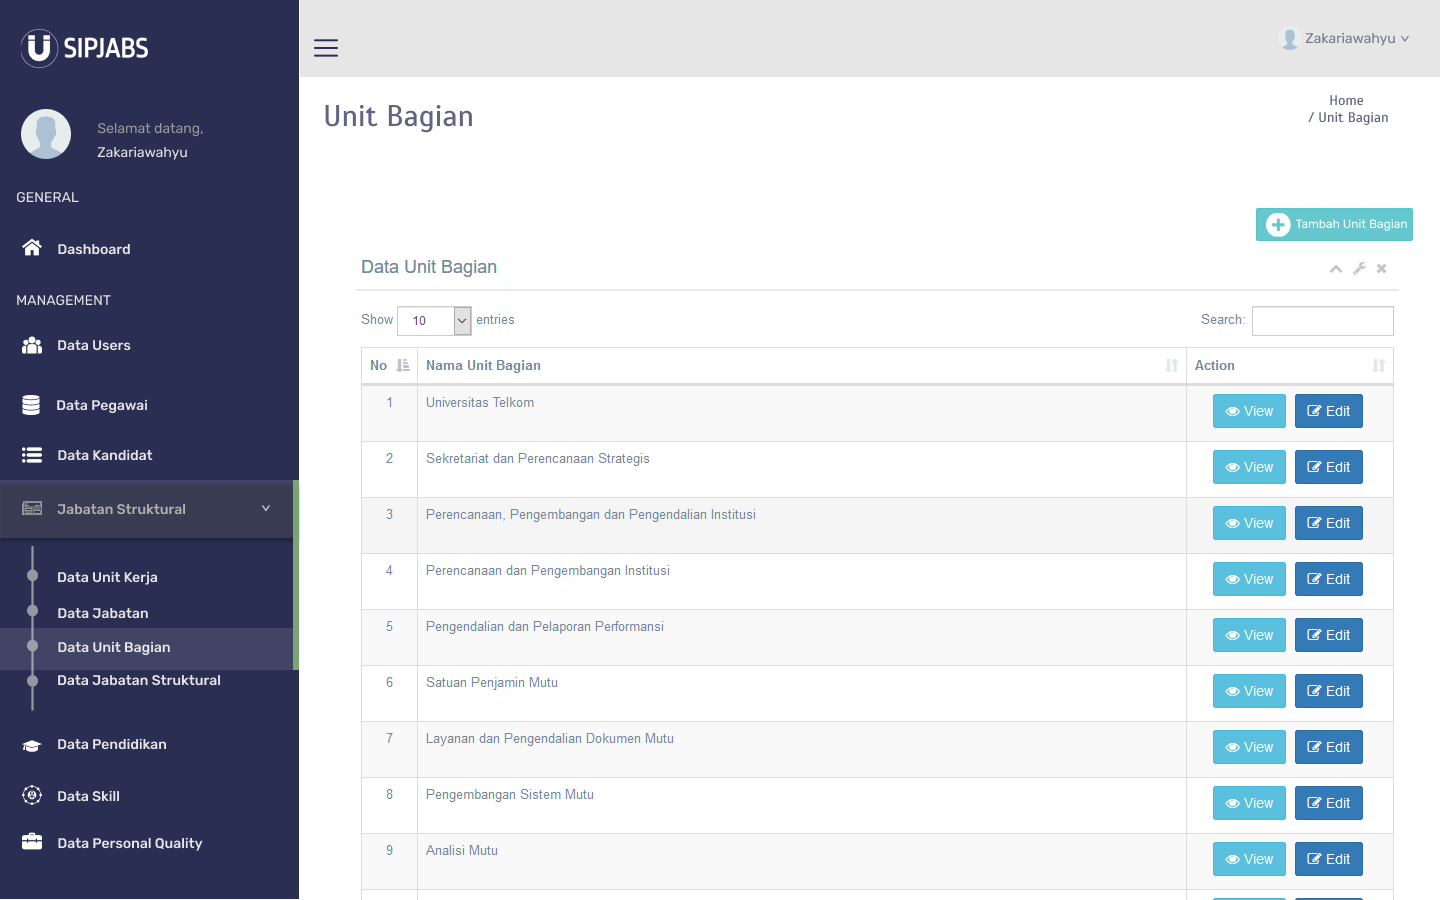 SIPJABS
Zakariawahyu
Selamat datang,
Zakariawahyu
GENERAL
Dashboard
MANAGEMENT
Data Users
Data Pegawai
Data Kandidat
Jabatan Struktural
Data Unit Kerja
Data Jabatan
Data Unit Bagian
Data Jabatan Struktural
Data Pendidikan
Data Skill
Data Personal Quality
Unit Bagian
Home
/ Unit Bagian
Tambah Unit Bagian
Data Unit Bagian
Show 10 entries
Search:
No Nama Unit Bagian Action
1 Universitas Telkom View Edit
2 Sekretariat dan Perencanaan Strategis View Edit
3 Perencanaan, Pengembangan dan Pengendalian Institusi View Edit
4 Perencanaan dan Pengembangan Institusi View Edit
5 Pengendalian dan Pelaporan Performansi View Edit
6 Satuan Penjamin Mutu View Edit
7 Layanan dan Pengendalian Dokumen Mutu View Edit
8 Pengembangan Sistem Mutu View Edit
9 Analisi Mutu View Edit